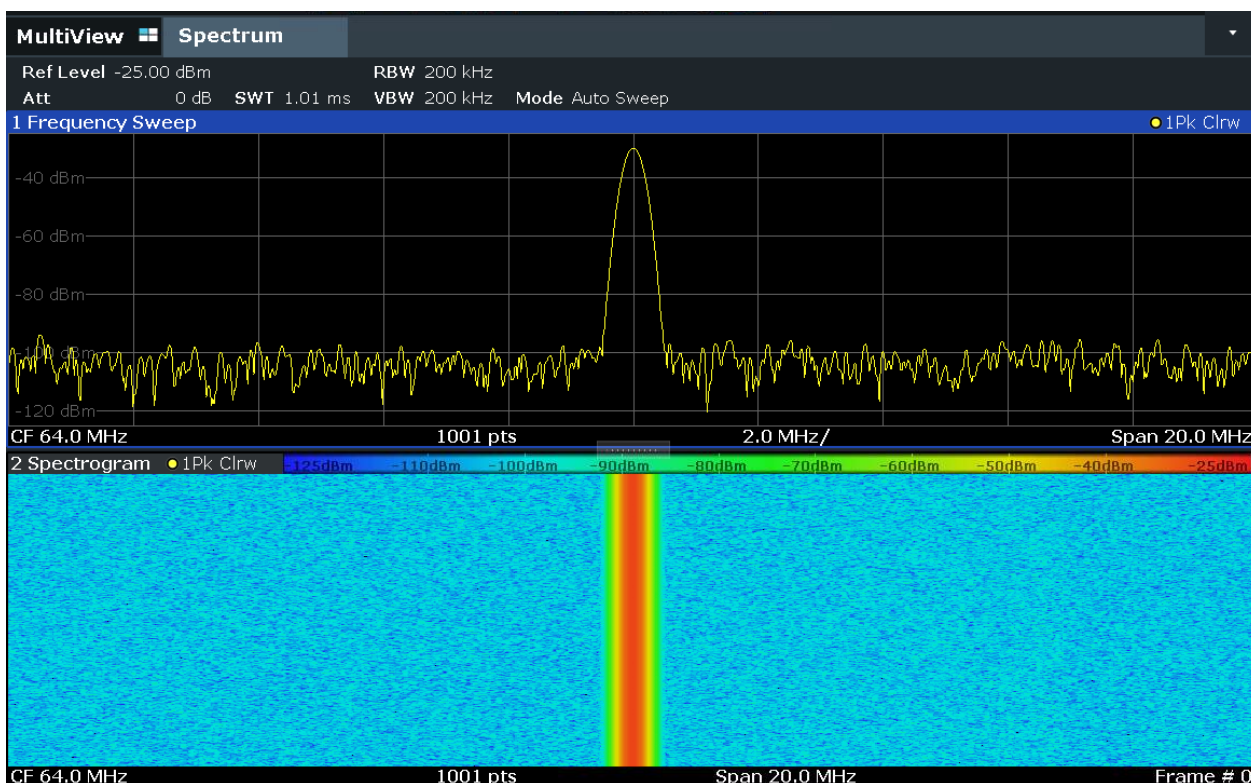 MultiView Spectrum
Ref Level -25.00 dBm RBW 200 kHz
Att 0 dB SWT 1.01 ms VBW 200 kHz Mode Auto Sweep
1 Frequency Sweep 1Pk Clrw
-40 dBm
-60 dBm
-80 dBm
-100 dBm
-120 dBm
CF 64.0 MHz 1001 pts 2.0 MHz/ Span 20.0 MHz
2 Spectrogram 1Pk Clrw -125dBm -110dBm -100dBm -90dBm -80dBm -70dBm -60dBm -50dBm -40dBm -25dBm
CF 64.0 MHz 1001 pts Span 20.0 MHz Frame # 0